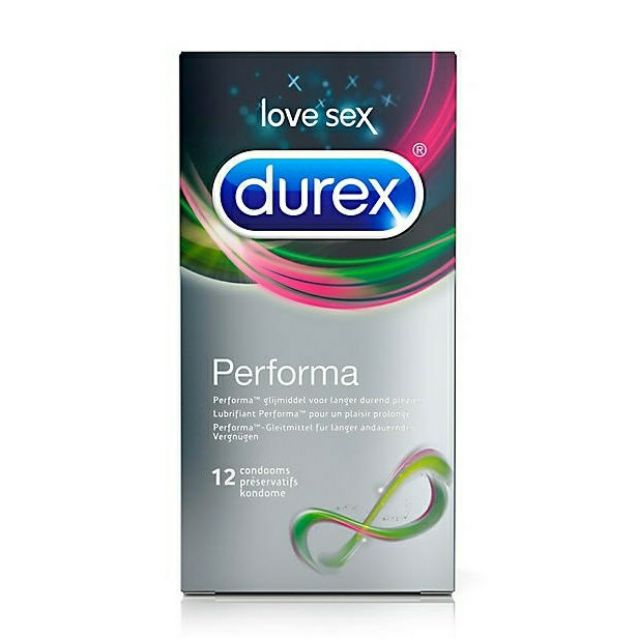 love sex
durex®
Performa
Performa™ glijmiddel voor langer durend plezier
Lubrifiant Performa™ pour un plaisir prolongé
Performa™-Gleitmittel für länger andauerndes
Vergnügen
12 condooms
préservatifs
kondome